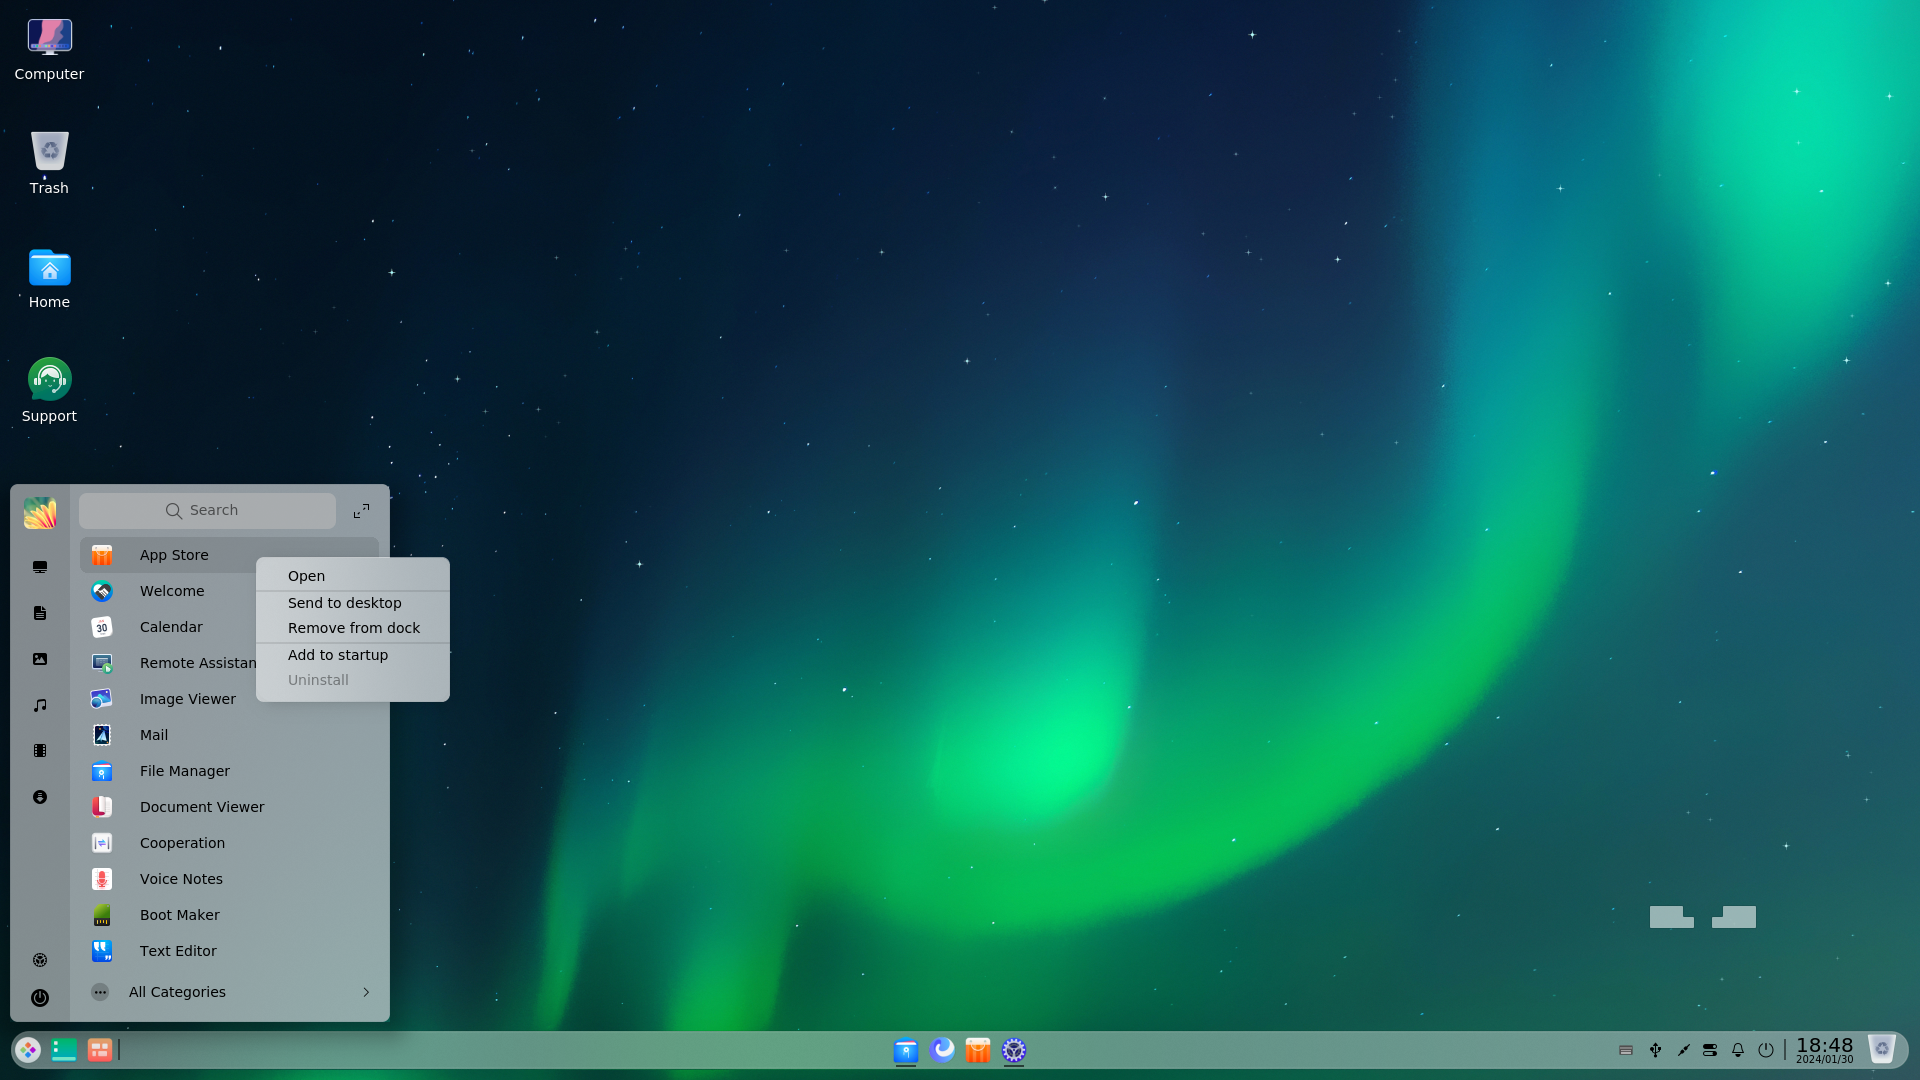 Computer
Trash
Home
Support
Search
App Store
Welcome
Calendar
30
Remote Assistan
Image Viewer
Mail
File Manager
Document Viewer
Cooperation
Voice Notes
Boot Maker
Text Editor
All Categories
Open
Send to desktop
Remove from dock
Add to startup
Uninstall
18:48
2024/01/30